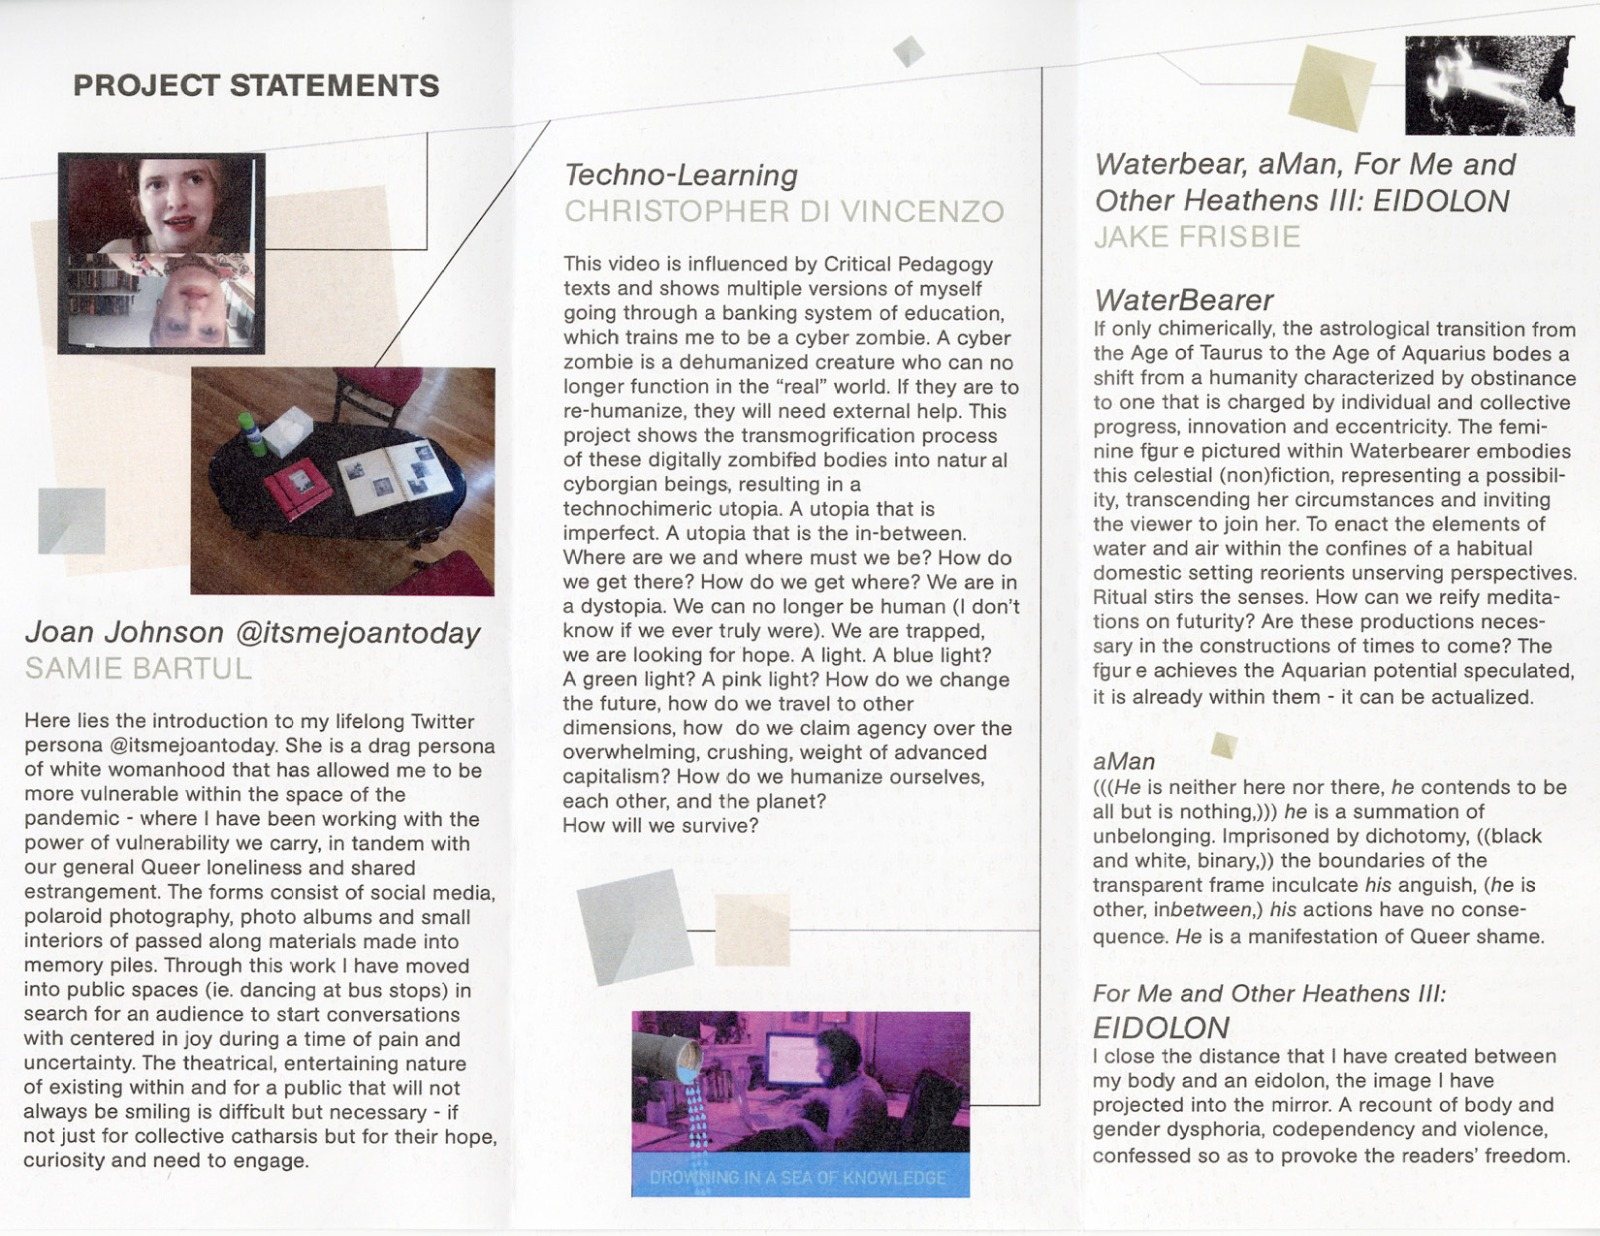 PROJECT STATEMENTS
Joan Johnson @itsmejoantoday
SAMIE BARTUL
Here lies the introduction to my lifelong Twitter
persona @itsmejoantoday. She is a drag persona
of white womanhood that has allowed me to be
more vulnerable within the space of the
pandemic - where I have been working with the
power of vulnerability we carry, in tandem with
our general Queer loneliness and shared
estrangement. The forms consist of social media,
polaroid photography, photo albums and small
interiors of passed along materials made into
memory piles. Through this work I have moved
into public spaces (ie. dancing at bus stops) in
search for an audience to start conversations
with centered in joy during a time of pain and
uncertainty. The theatrical, entertaining nature
of existing within and for a public that will not
always be smiling is diffcult but necessary - if
not just for collective catharsis but for their hope,
curiosity and need to engage.
Techno-Learning
CHRISTOPHER DI VINCENZO
This video is influenced by Critical Pedagogy
texts and shows multiple versions of myself
going through a banking system of education,
which trains me to be a cyber zombie. A cyber
zombie is a dehumanized creature who can no
longer function in the “real” world. If they are to
re-humanize, they will need external help. This
project shows the transmogrification process
of these digitally zombifed bodies into natur al
cyborgian beings, resulting in a
technochimeric utopia. A utopia that is
imperfect. A utopia that is the in-between.
Where are we and where must we be? How do
we get there? How do we get where? We are in
a dystopia. We can no longer be human (I don’t
know if we ever truly were). We are trapped,
we are looking for hope. A light. A blue light?
A green light? A pink light? How do we change
the future, how do we travel to other
dimensions, how  do we claim agency over the
overwhelming, crushing, weight of advanced
capitalism? How do we humanize ourselves,
each other, and the planet?
How will we survive?
DROWNING IN A SEA OF KNOWLEDGE
Waterbear, aMan, For Me and
Other Heathens III: EIDOLON
JAKE FRISBIE
WaterBearer
If only chimerically, the astrological transition from
the Age of Taurus to the Age of Aquarius bodes a
shift from a humanity characterized by obstinance
to one that is charged by individual and collective
progress, innovation and eccentricity. The femi-
nine fgur e pictured within Waterbearer embodies
this celestial (non)fiction, representing a possibil-
ity, transcending her circumstances and inviting
the viewer to join her. To enact the elements of
water and air within the confines of a habitual
domestic setting reorients unserving perspectives.
Ritual stirs the senses. How can we reify medita-
tions on futurity? Are these productions neces-
sary in the constructions of times to come? The
fgur e achieves the Aquarian potential speculated,
it is already within them - it can be actualized.
aMan
(((He is neither here nor there, he contends to be
all but is nothing,))) he is a summation of
unbelonging. Imprisoned by dichotomy, ((black
and white, binary,)) the boundaries of the
transparent frame inculcate his anguish, (he is
other, inbetween,) his actions have no conse-
quence. He is a manifestation of Queer shame.
For Me and Other Heathens III:
EIDOLON
I close the distance that I have created between
my body and an eidolon, the image I have
projected into the mirror. A recount of body and
gender dysphoria, codependency and violence,
confessed so as to provoke the readers’ freedom.